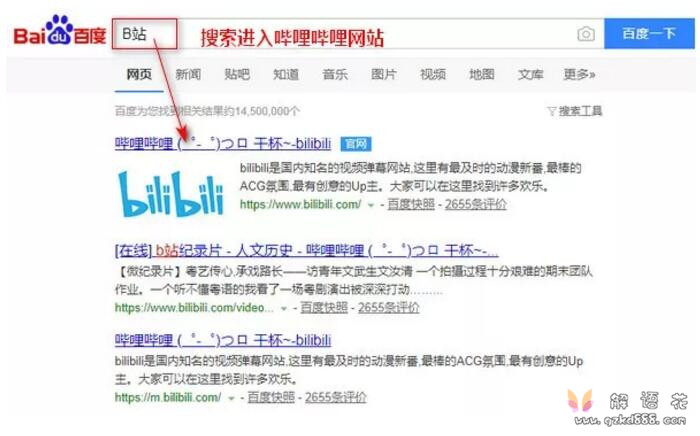 Bai du 百度 B站 搜索进入哔哩哔哩网站 百度一下
网页 新闻 贴吧 知道 音乐 图片 视频 地图 文库 更多»
百度为您找到相关结果约14,500,000个 搜索工具
哔哩哔哩 (゜-゜)つロ 干杯~-bilibili 官网
bilibili
bilibili是国内知名的视频弹幕网站,这里有最及时的动漫新番,最棒的
ACG氛围,最有创意的Up主。大家可以在这里找到许多欢乐。
https://www.bilibili.com/ - 百度快照 - 2655条评价
[在线] b站纪录片 - 人文历史 - 哔哩哔哩 (゜-゜)つロ 干杯~-...
【微纪录片】粤艺传心,承戏路长——访青年文武生文汝清 一个拍摄过程十分艰难的期末团队
作业。一个听不懂粤语的我看了一场粤剧演出被深深打动………
https://www.bilibili.com/video... - 百度快照 - 2655条评价
哔哩哔哩 (゜-゜)つロ 干杯~-bilibili
bilibili是国内知名的视频弹幕网站,这里有最及时的动漫新番,最棒的ACG氛围,最有创意的Up
主。大家可以在这里找到许多欢乐。
https://m.bilibili.com/ - 百度快照 - 2655条评价
解语花
www.gzkd666.com